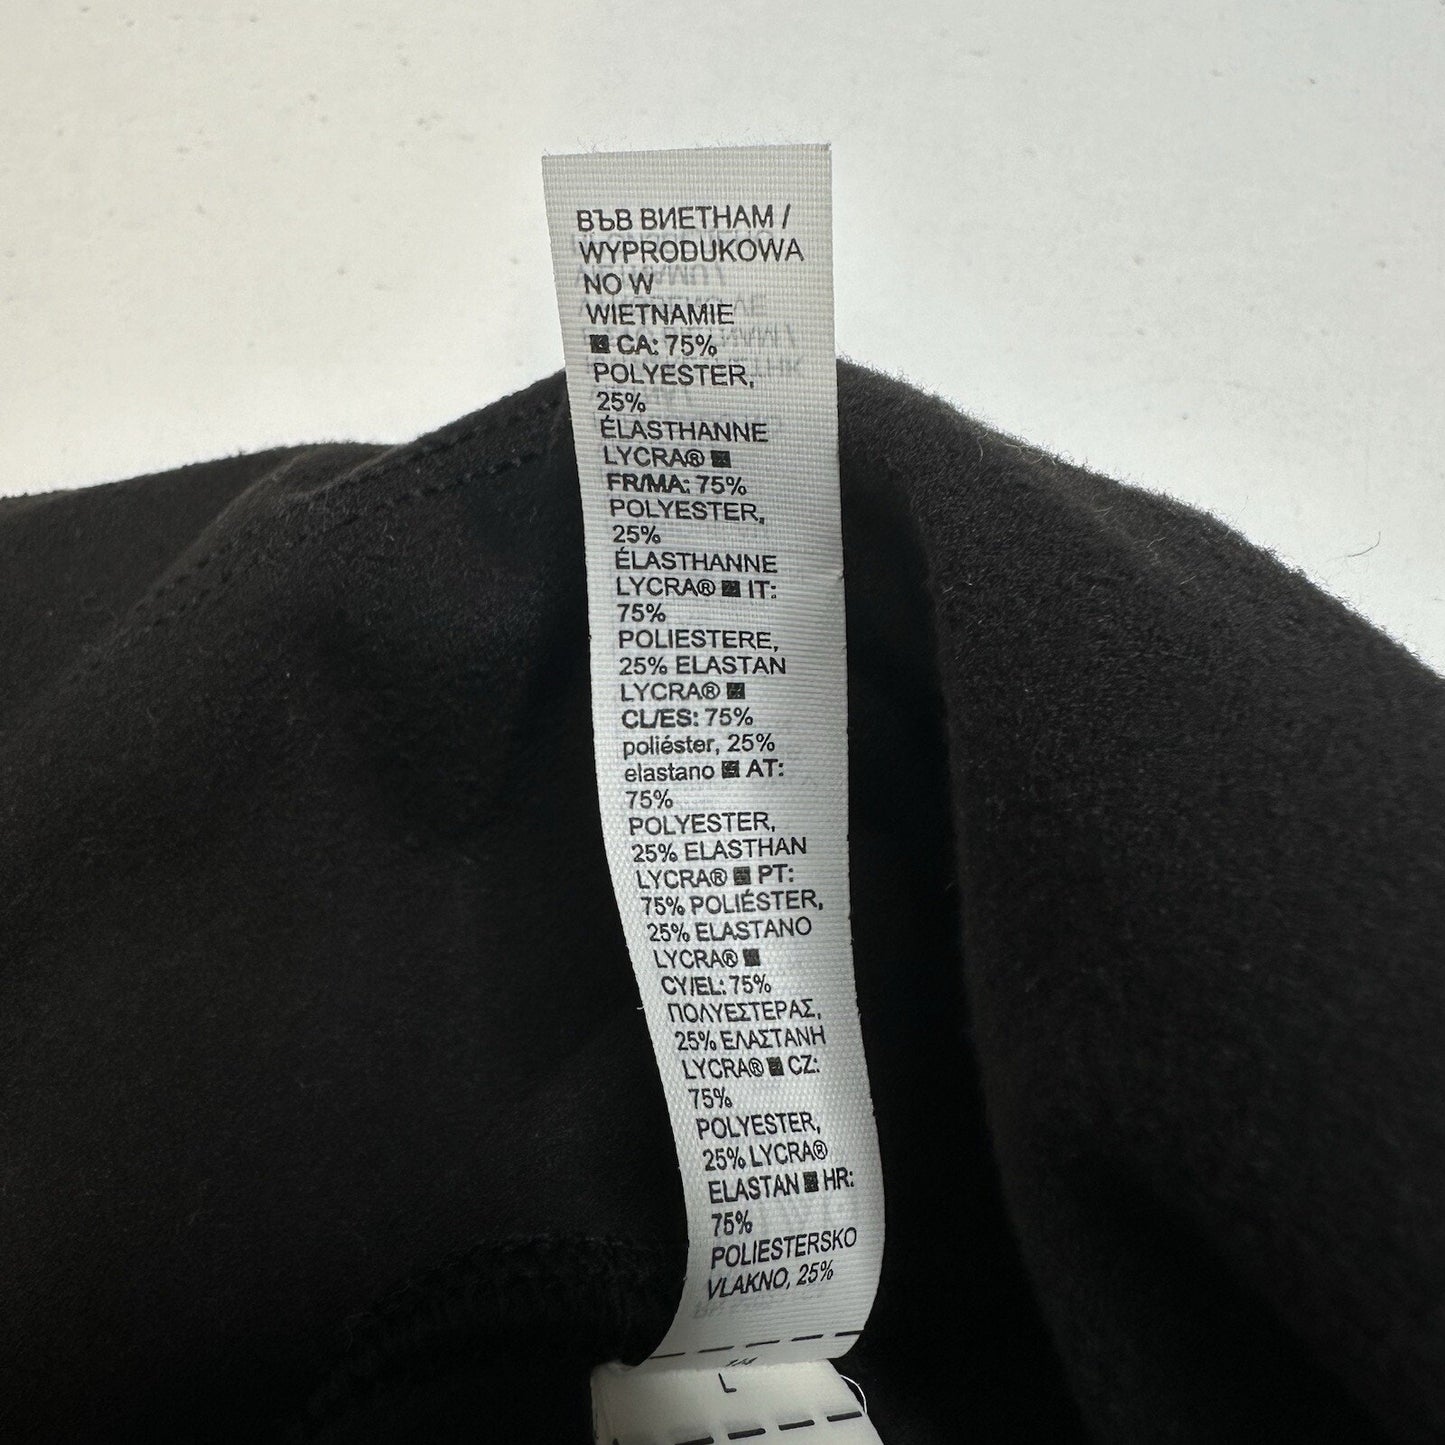 ВЪВ ВИЕТНАМ /
WYPRODUKOWA
NO W
WIETNAMIE
CA: 75%
POLYESTER,
25%
ÉLASTHANNE
LYCRA®
FR/MA: 75%
POLYESTER,
25%
ÉLASTHANNE
LYCRA® IT:
75%
POLIESTERE,
25% ELASTAN
LYCRA®
CL/ES: 75%
poliéster, 25%
elastano AT:
75%
POLYESTER,
25% ELASTHAN
LYCRA® PT:
75% POLIÉSTER,
25% ELASTANO
LYCRA®
CY/EL: 75%
ΠΟΛΥΕΣΤΕΡΑΣ,
25% ΕΛΑΣΤΑΝΗ
LYCRA® CZ:
75%
POLYESTER,
25% LYCRA®
ELASTAN HR:
75%
POLIESTERSKO
VLAKNO, 25%
L